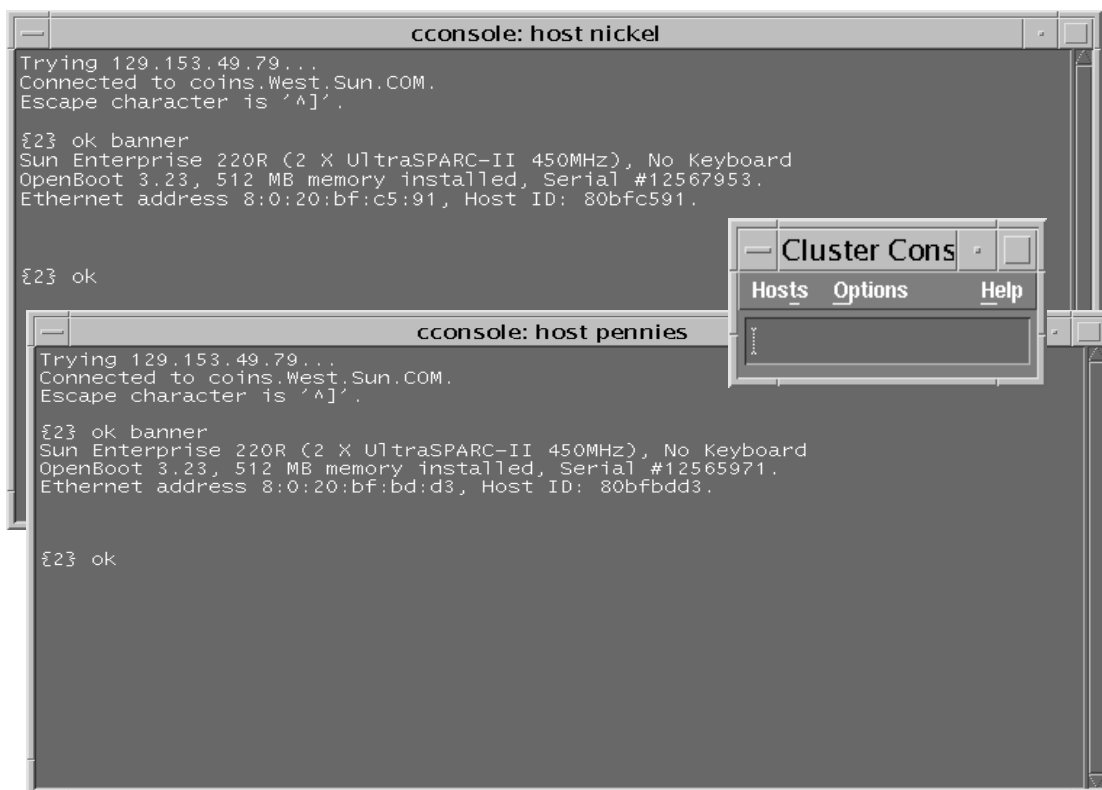 cconsole: host nickel
Trying 129.153.49.79...
Connected to coins.West.Sun.COM.
Escape character is '^]'.
{2} ok banner
Sun Enterprise 220R (2 X UltraSPARC-II 450MHz), No Keyboard
OpenBoot 3.23, 512 MB memory installed, Serial #12567953.
Ethernet address 8:0:20:bf:c5:91, Host ID: 80bfc591.
{2} ok
Cluster Cons
Hosts Options Help
cconsole: host pennies
Trying 129.153.49.79...
Connected to coins.West.Sun.COM.
Escape character is '^]'.
{2} ok banner
Sun Enterprise 220R (2 X UltraSPARC-II 450MHz), No Keyboard
OpenBoot 3.23, 512 MB memory installed, Serial #12565971.
Ethernet address 8:0:20:bf:bd:d3, Host ID: 80bfbdd3.
{2} ok